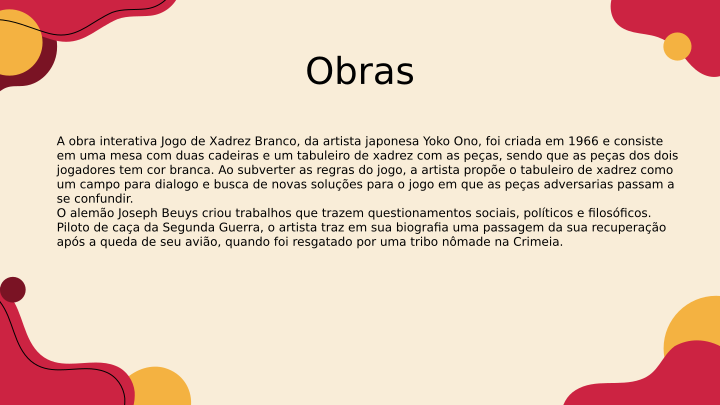 Obras
A obra interativa Jogo de Xadrez Branco, da artista japonesa Yoko Ono, foi criada em 1966 e consiste
em uma mesa com duas cadeiras e um tabuleiro de xadrez com as peças, sendo que as peças dos dois
jogadores tem cor branca. Ao subverter as regras do jogo, a artista propõe o tabuleiro de xadrez como
um campo para dialogo e busca de novas soluções para o jogo em que as peças adversarias passam a
se confundir.
O alemão Joseph Beuys criou trabalhos que trazem questionamentos sociais, políticos e filosóficos.
Piloto de caça da Segunda Guerra, o artista traz em sua biografia uma passagem da sua recuperação
após a queda de seu avião, quando foi resgatado por uma tribo nômade na Crimeia.